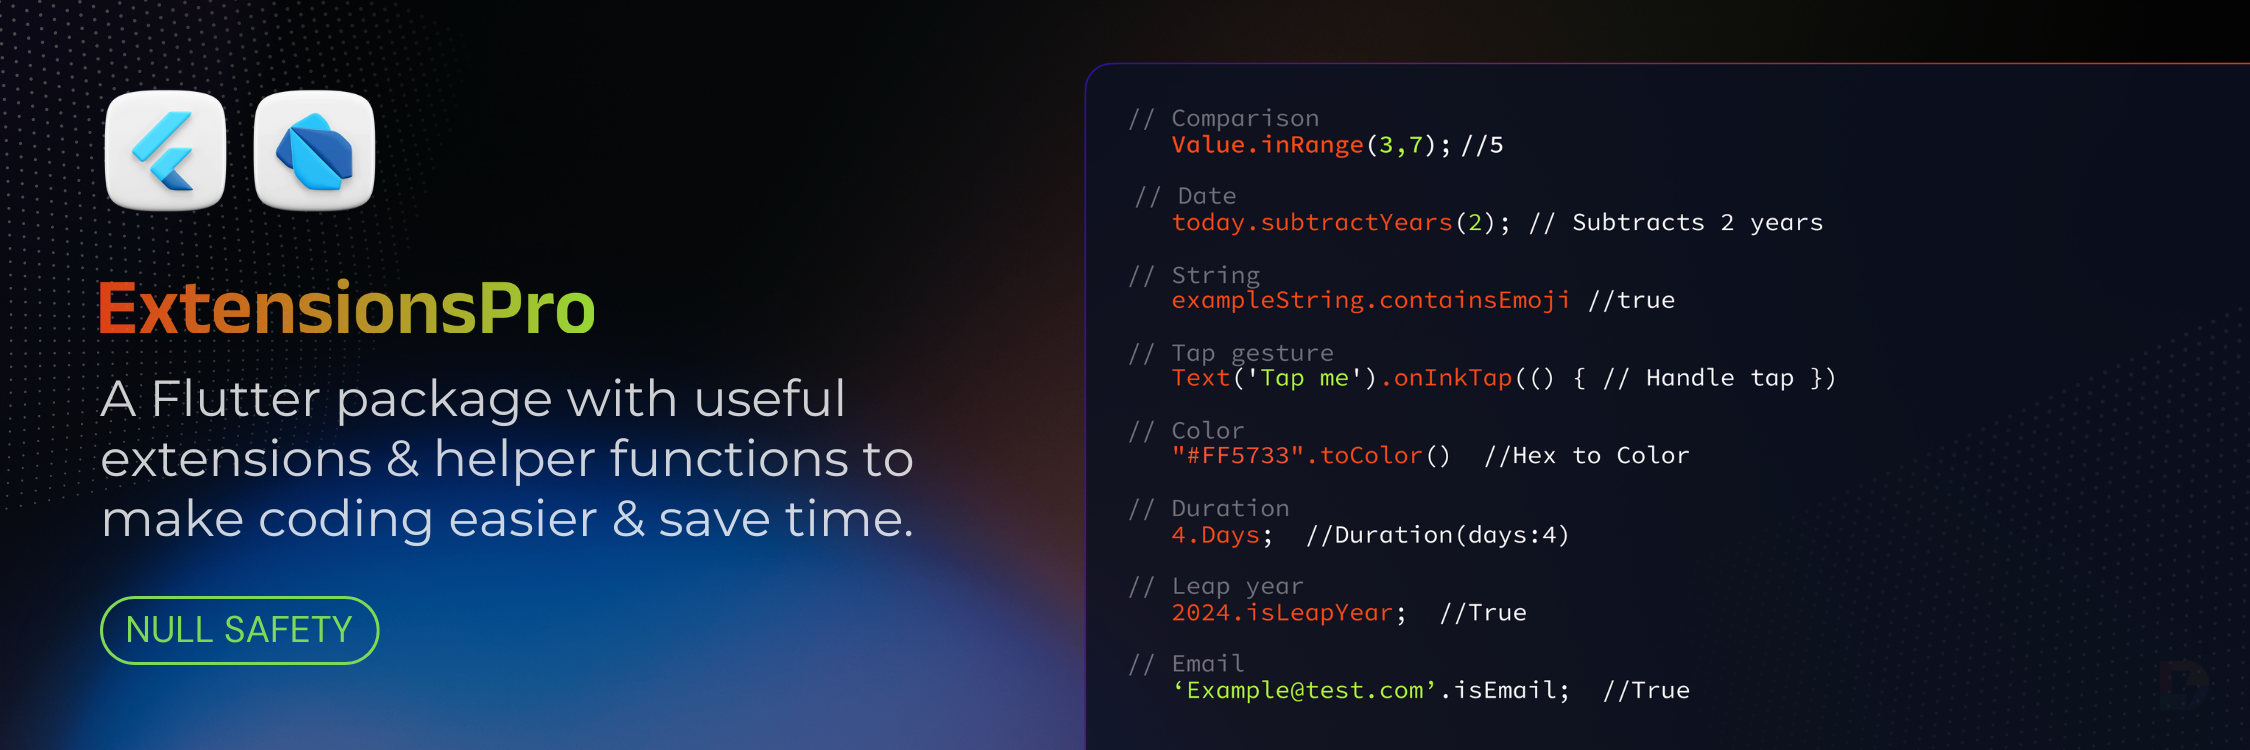 ExtensionsPro
A Flutter package with useful
extensions & helper functions to
make coding easier & save time.
NULL SAFETY
// Comparison
Value.inRange(3,7); //5
// Date
today.subtractYears(2); // Subtracts 2 years
// String
exampleString.containsEmoji //true
// Tap gesture
Text('Tap me').onInkTap(() { // Handle tap })
// Color
"#FF5733".toColor()  //Hex to Color
// Duration
4.Days;  //Duration(days:4)
// Leap year
2024.isLeapYear;  //True
// Email
‘Example@test.com’.isEmail;  //True